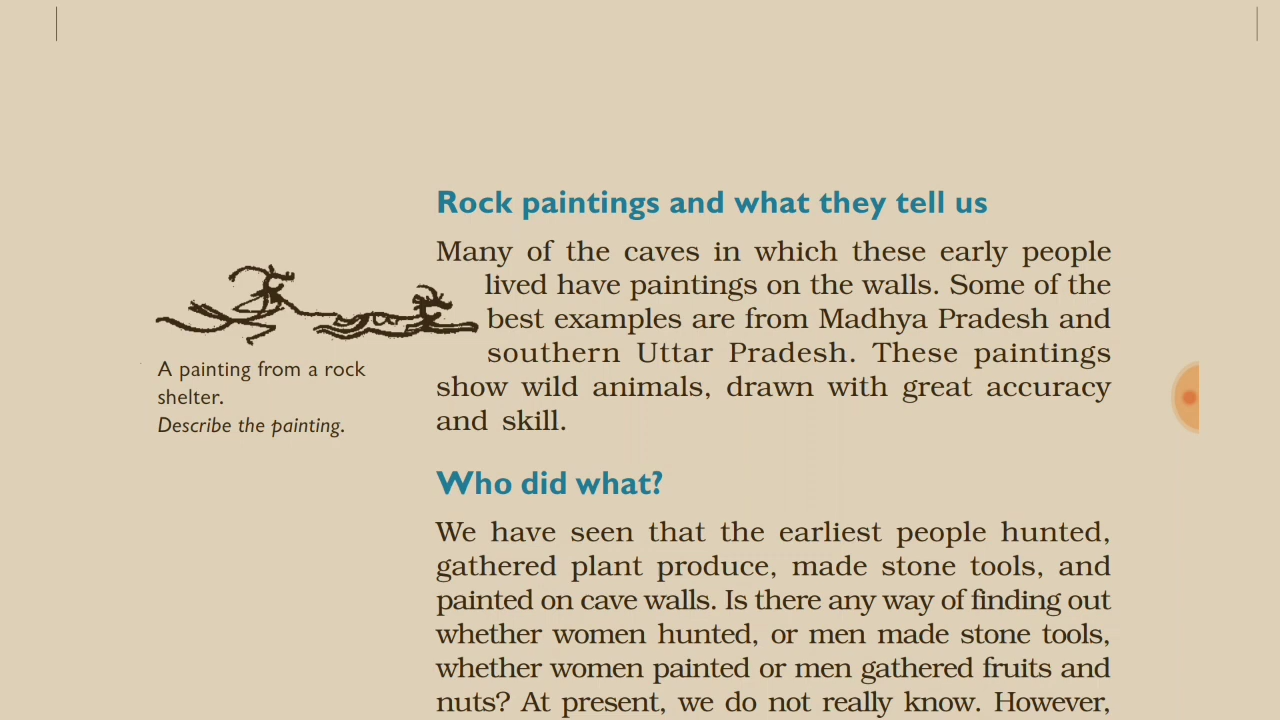 Rock paintings and what they tell us
Many of the caves in which these early people
lived have paintings on the walls. Some of the
best examples are from Madhya Pradesh and
southern Uttar Pradesh. These paintings
show wild animals, drawn with great accuracy
and skill.
A painting from a rock
shelter.
Describe the painting.
Who did what?
We have seen that the earliest people hunted,
gathered plant produce, made stone tools, and
painted on cave walls. Is there any way of finding out
whether women hunted, or men made stone tools,
whether women painted or men gathered fruits and
nuts? At present, we do not really know. However,